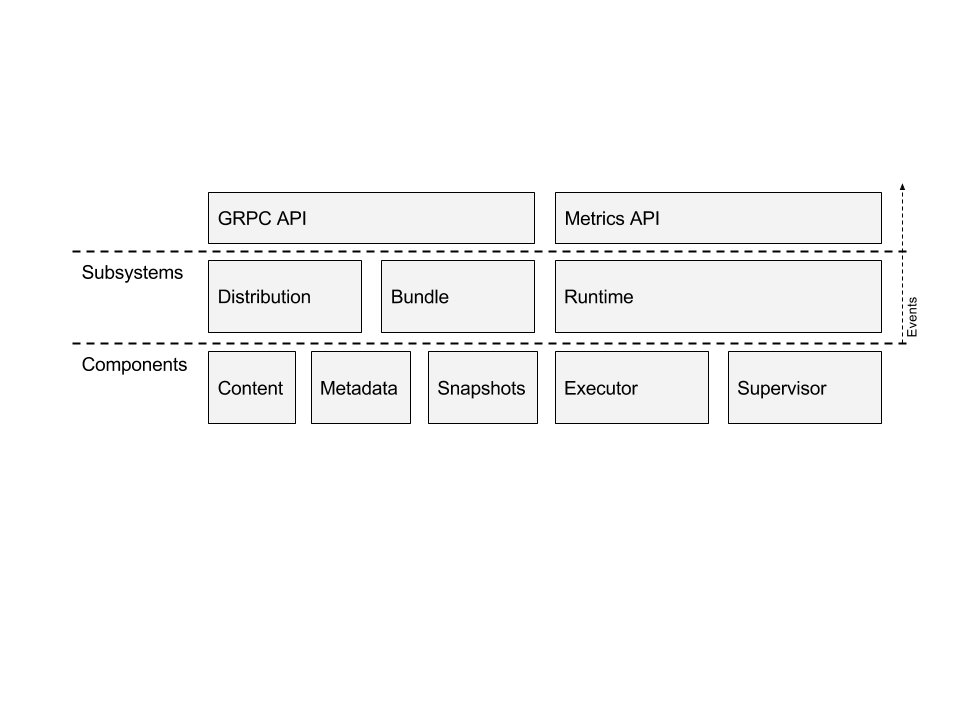 GRPC API
Metrics API
Subsystems
Distribution
Bundle
Runtime
Events
Components
Content
Metadata
Snapshots
Executor
Supervisor